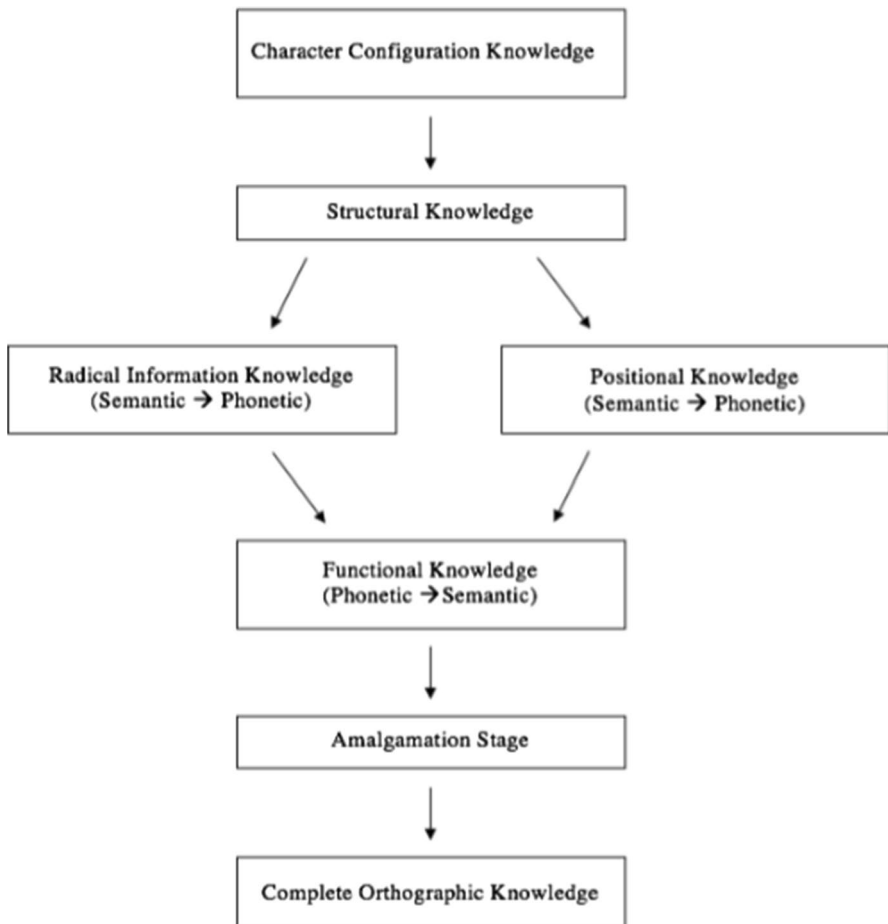 Character Configuration Knowledge
Structural Knowledge
Radical Information Knowledge
(Semantic → Phonetic)
Positional Knowledge
(Semantic → Phonetic)
Functional Knowledge
(Phonetic →Semantic)
Amalgamation Stage
Complete Orthographic Knowledge